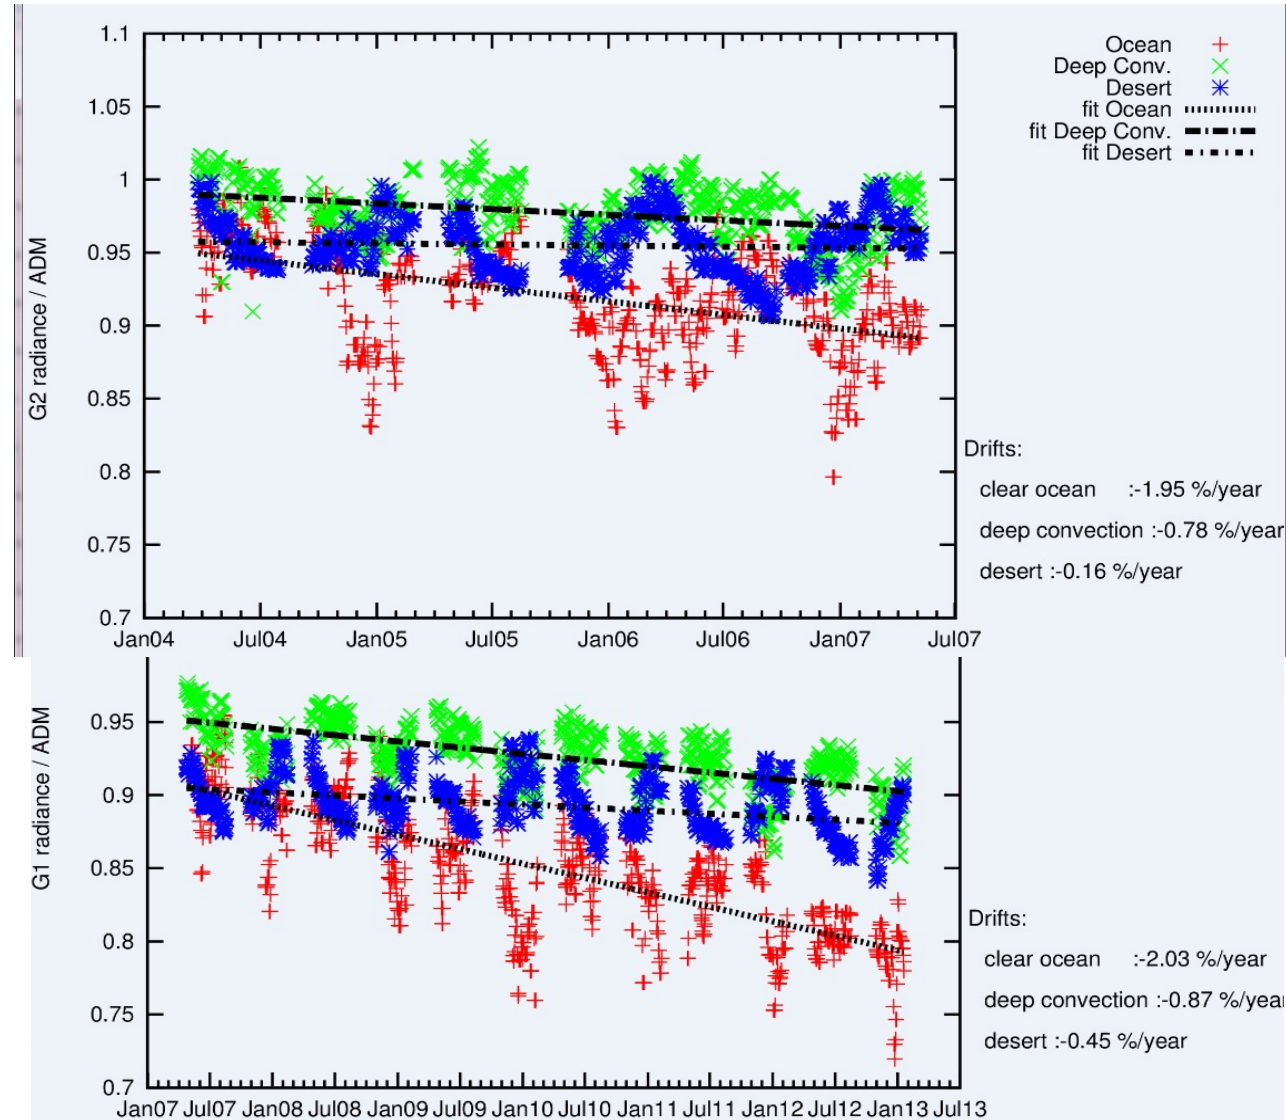 1.1
1.05
1
0.95
0.9
0.85
0.8
0.75
0.7
G2 radiance / ADM
Jan04 Jul04 Jan05 Jul05 Jan06 Jul06 Jan07 Jul07
Ocean
Deep Conv.
Desert
fit Ocean
fit Deep Conv.
fit Desert
Drifts:
clear ocean :-1.95 %/year
deep convection :-0.78 %/year
desert :-0.16 %/year
0.95
0.9
0.85
0.8
0.75
0.7
G1 radiance / ADM
Jan07 Jul07 Jan08 Jul08 Jan09 Jul09 Jan10 Jul10 Jan11 Jul11 Jan12 Jul12 Jan13 Jul13
Drifts:
clear ocean :-2.03 %/year
deep convection :-0.87 %/year
desert :-0.45 %/year